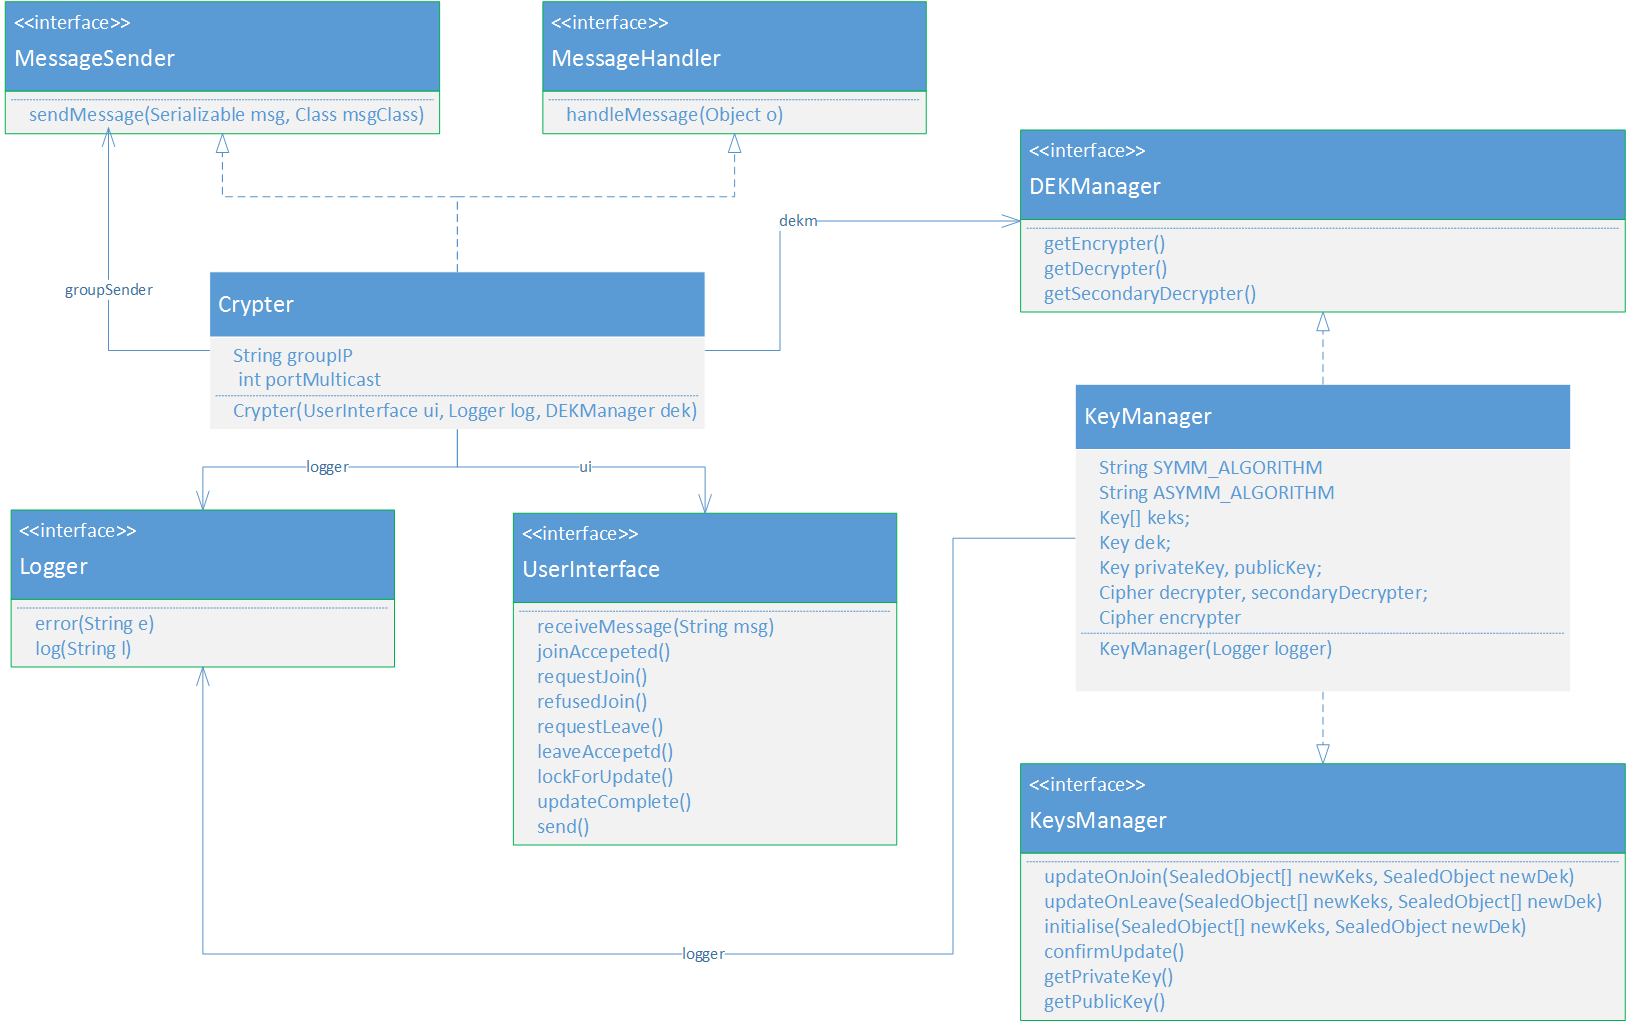 <<interface>>
MessageSender
sendMessage(Serializable msg, Class msgClass)
<<interface>>
MessageHandler
handleMessage(Object o)
<<interface>>
DEKManager
getEncrypter()
getDecrypter()
getSecondaryDecrypter()
dekm
groupSender
Crypter
String groupIP
int portMulticast
Crypter(UserInterface ui, Logger log, DEKManager dek)
logger
ui
KeyManager
String SYMM_ALGORITHM
String ASYMM_ALGORITHM
Key[] keks;
Key dek;
Key privateKey, publicKey;
Cipher decrypter, secondaryDecrypter;
Cipher encrypter
KeyManager(Logger logger)
<<interface>>
Logger
error(String e)
log(String l)
<<interface>>
UserInterface
receiveMessage(String msg)
joinAccepeted()
requestJoin()
refusedJoin()
requestLeave()
leaveAccepetd()
lockForUpdate()
updateComplete()
send()
<<interface>>
KeysManager
updateOnJoin(SealedObject[] newKeks, SealedObject newDek)
updateOnLeave(SealedObject[] newKeks, SealedObject[] newDek)
initialise(SealedObject[] newKeks, SealedObject newDek)
confirmUpdate()
getPrivateKey()
getPublicKey()
logger